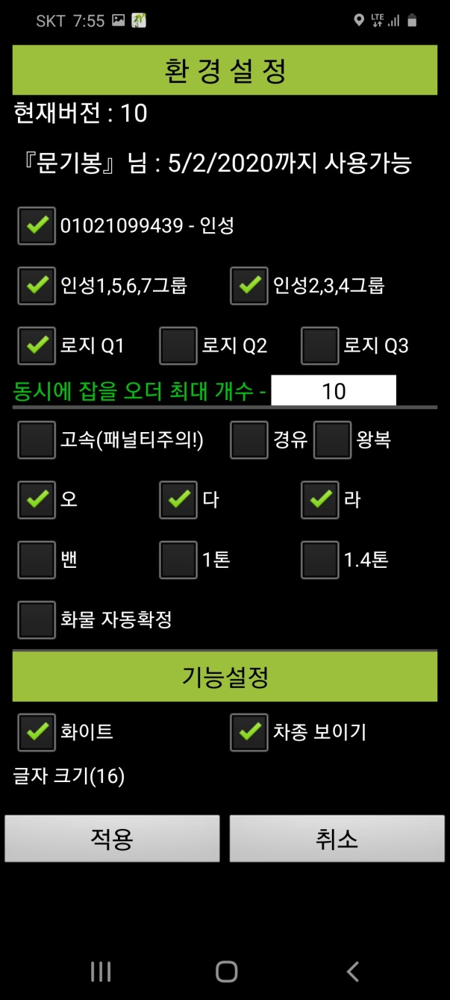 SKT 7:55 LTE
환 경 설 정
현재버전 : 10
『문기봉』님 : 5/2/2020까지 사용가능
01021099439 - 인성
인성1,5,6,7그룹 인성2,3,4그룹
로지 Q1 로지 Q2 로지 Q3
동시에 잡을 오더 최대 개수 - 10
고속(패널티주의!) 경유 왕복
오 다 라
밴 1톤 1.4톤
화물 자동확정
기능설정
화이트 차종 보이기
글자 크기(16)
적용 취소